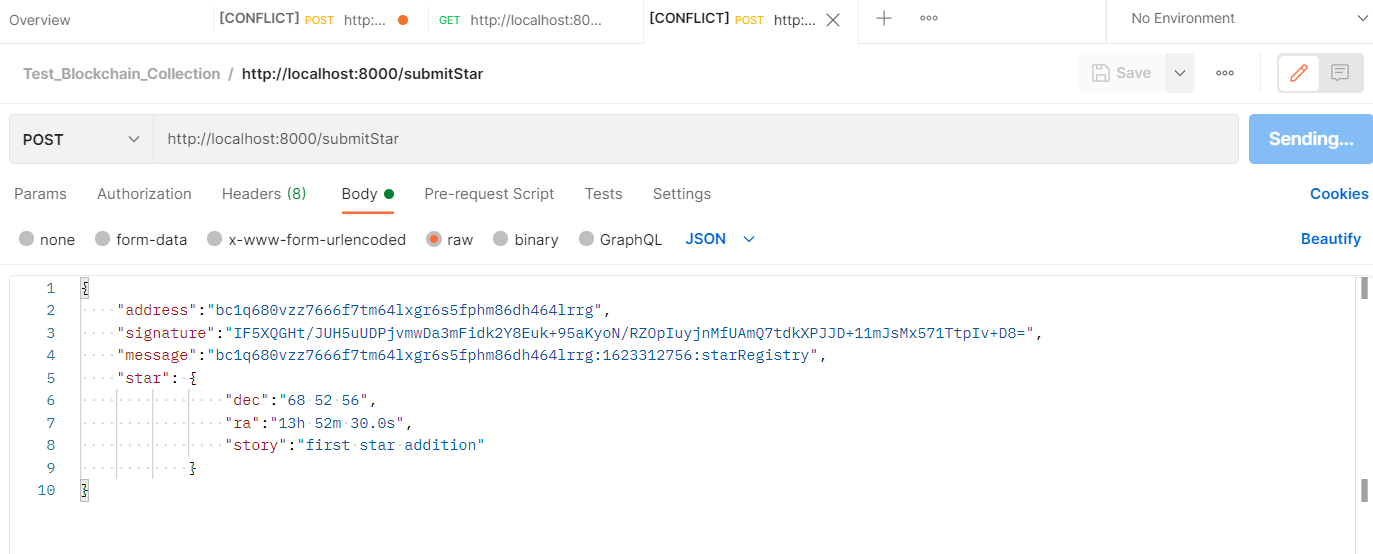 Overview
[CONFLICT] POST http:...
GET http://localhost:80...
[CONFLICT] POST http:...
No Environment
Test_Blockchain_Collection / http://localhost:8000/submitStar
Save
POST
http://localhost:8000/submitStar
Sending...
Params Authorization Headers (8) Body Pre-request Script Tests Settings Cookies
none form-data x-www-form-urlencoded raw binary GraphQL JSON Beautify
1 {
2 "address":"bc1q680vzz7666f7tm64lxgr6s5fphm86dh464lrrg",
3 "signature":"IF5XQGHt/JUH5uUDPjvmwDa3mFidk2Y8Euk+95aKyoN/RZOpIuyjnMfUAmQ7tdkXPJJD+11mJsMx571TtpIv+D8=",
4 "message":"bc1q680vzz7666f7tm64lxgr6s5fphm86dh464lrrg:1623312756:starRegistry",
5 "star": {
6 "dec":"68 52 56",
7 "ra":"13h 52m 30.0s",
8 "story":"first star addition"
9 }
10 }